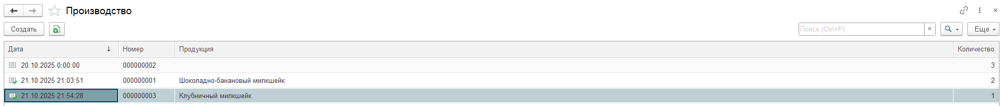 Производство
Создать Поиск (Ctrl+F) × Еще
Дата ↓ Номер Продукция Количество
20.10.2025 0:00:00 000000002 3
21.10.2025 21:03:51 000000001 Шоколадно-банановый милкшейк 2
21.10.2025 21:54:28 000000003 Клубничный милкшейк 1